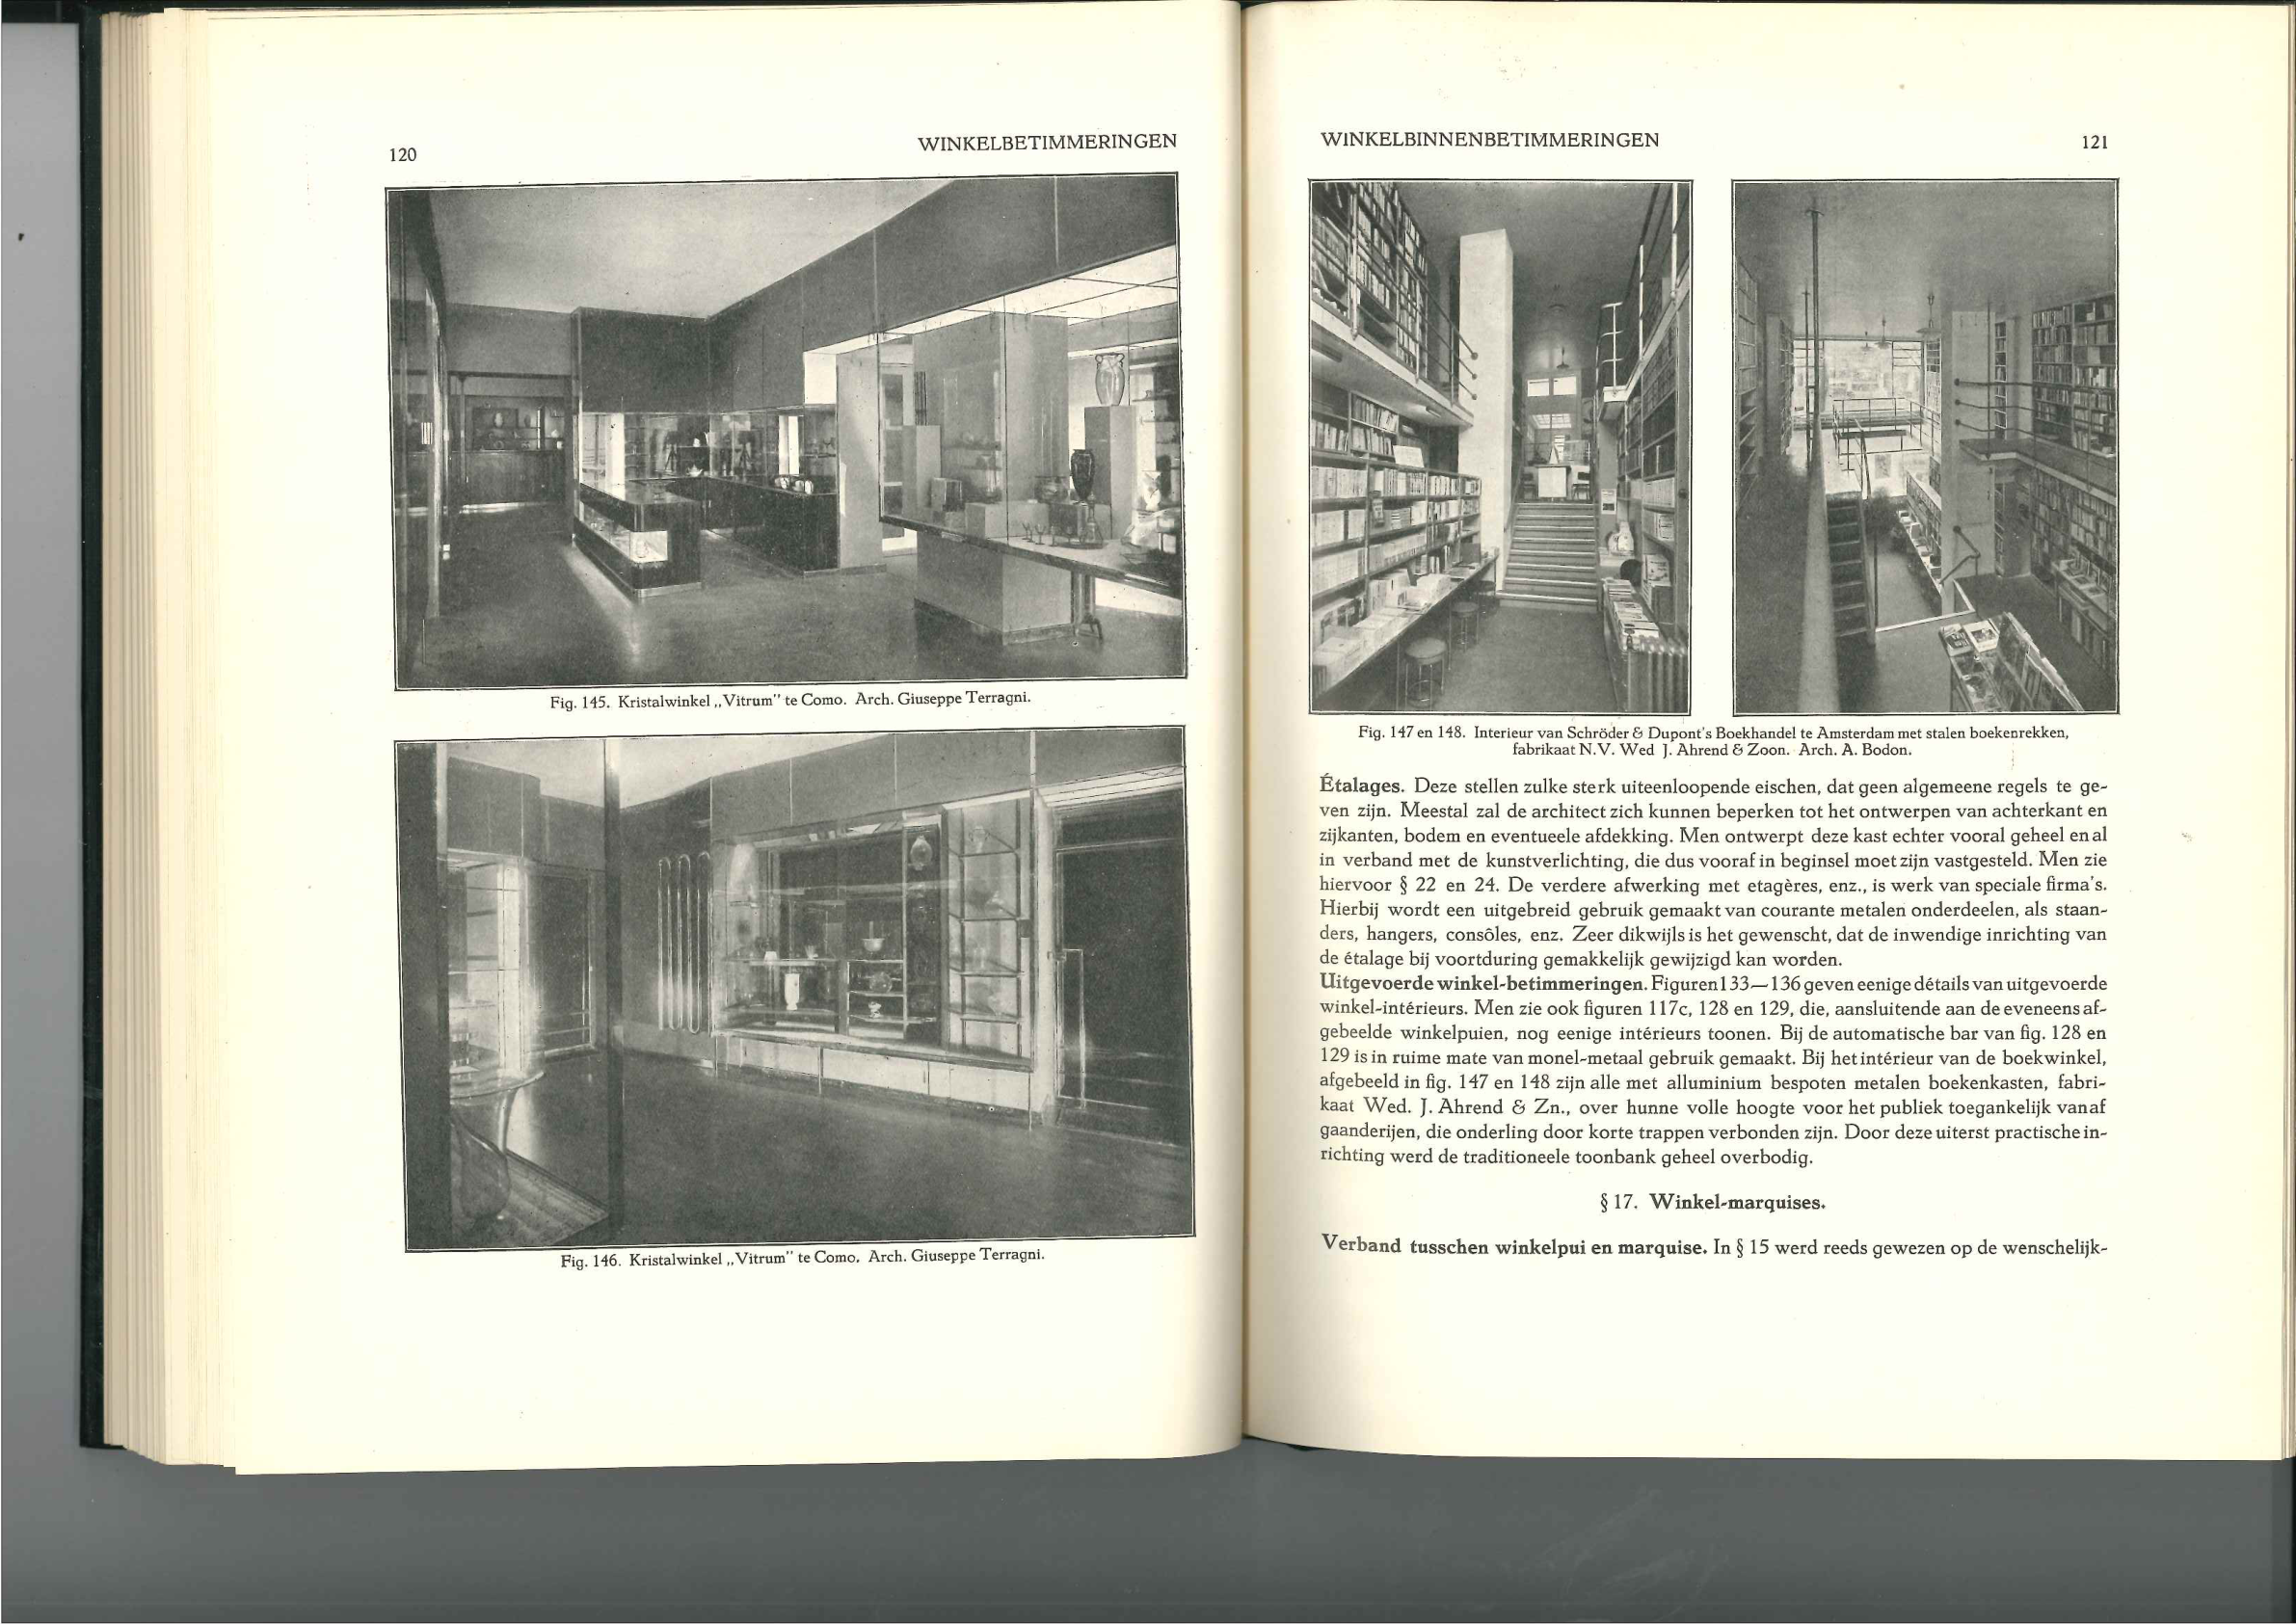 120
WINKELBETIMMERINGEN
Fig. 145. Kristalwinkel „Vitrum” te Como. Arch. Giuseppe Terragni.
Fig. 146. Kristalwinkel „Vitrum” te Como. Arch. Giuseppe Terragni.
WINKELBINNENBETIMMERINGEN
121
Fig. 147 en 148. Interieur van Schröder & Dupont's Boekhandel te Amsterdam met stalen boekenrekken,
fabrikaat N.V. Wed J. Ahrend & Zoon. Arch. A. Bodon.
Étalages. Deze stellen zulke sterk uiteenloopende eischen, dat geen algemeene regels te ge-
ven zijn. Meestal zal de architect zich kunnen beperken tot het ontwerpen van achterkant en
zijkanten, bodem en eventueele afdekking. Men ontwerpt deze kast echter vooral geheel en al
in verband met de kunstverlichting, die dus vooraf in beginsel moet zijn vastgesteld. Men zie
hiervoor § 22 en 24. De verdere afwerking met etagères, enz., is werk van speciale firma's.
Hierbij wordt een uitgebreid gebruik gemaakt van courante metalen onderdeelen, als staan-
ders, hangers, consôles, enz. Zeer dikwijls is het gewenscht, dat de inwendige inrichting van
de étalage bij voortduring gemakkelijk gewijzigd kan worden.
Uitgevoerde winkel-betimmeringen. Figuren 133—136 geven eenige détails van uitgevoerde
winkel-intérieurs. Men zie ook figuren 117c, 128 en 129, die, aansluitende aan de eveneens af-
gebeelde winkelpuien, nog eenige intérieurs toonen. Bij de automatische bar van fig. 128 en
129 is in ruime mate van monel-metaal gebruik gemaakt. Bij het intérieur van de boekwinkel,
afgebeeld in fig. 147 en 148 zijn alle met alluminium bespoten metalen boekenkasten, fabri-
kaat Wed. J. Ahrend & Zn., over hunne volle hoogte voor het publiek toegankelijk vanaf
gaanderijen, die onderling door korte trappen verbonden zijn. Door deze uiterst practische in-
richting werd de traditioneele toonbank geheel overbodig.
§ 17. Winkel-marquises.
Verband tusschen winkelpui en marquise. In § 15 werd reeds gewezen op de wenschelijk-